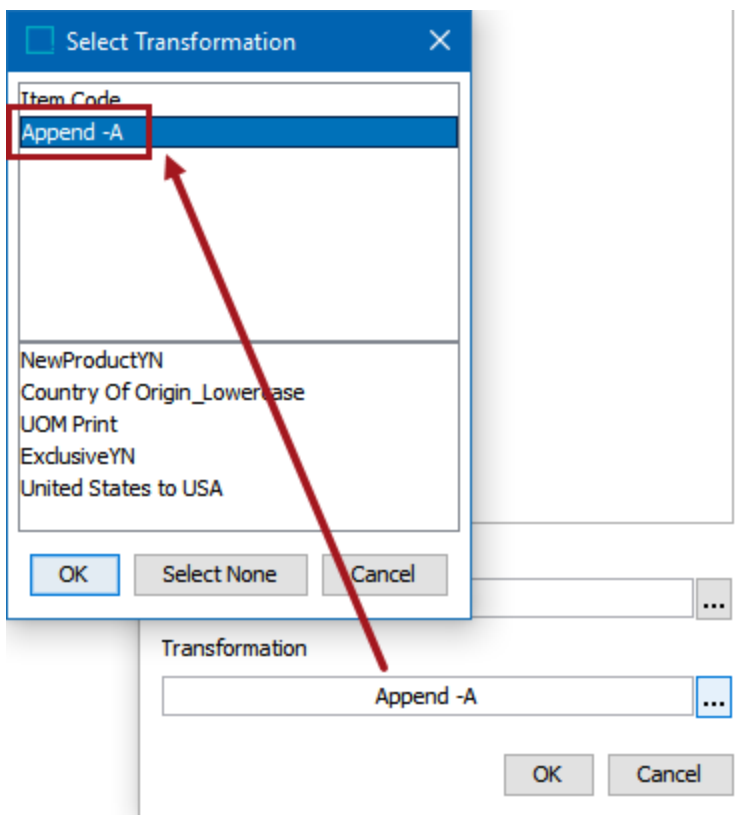 Select Transformation
Item Code
Append -A
NewProductYN
Country Of Origin_Lowercase
UOM Print
ExclusiveYN
United States to USA
OK Select None Cancel
...
Transformation
Append -A ...
OK Cancel